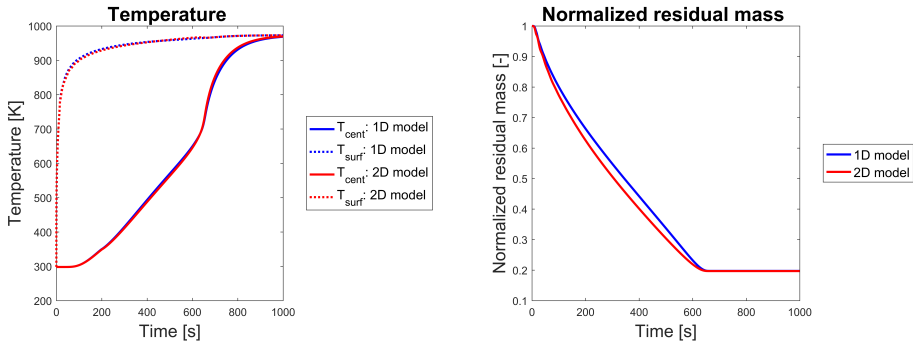 Temperature
1000
900
800
700
600
500
400
300
200
0
200
400
600
800
1000
Temperature [K]
Time [s]
T_cent: 1D model
T_surf: 1D model
T_cent: 2D model
T_surf: 2D model
Normalized residual mass
1
0.9
0.8
0.7
0.6
0.5
0.4
0.3
0.2
0.1
0
200
400
600
800
1000
Normalized residual mass [-]
Time [s]
1D model
2D model